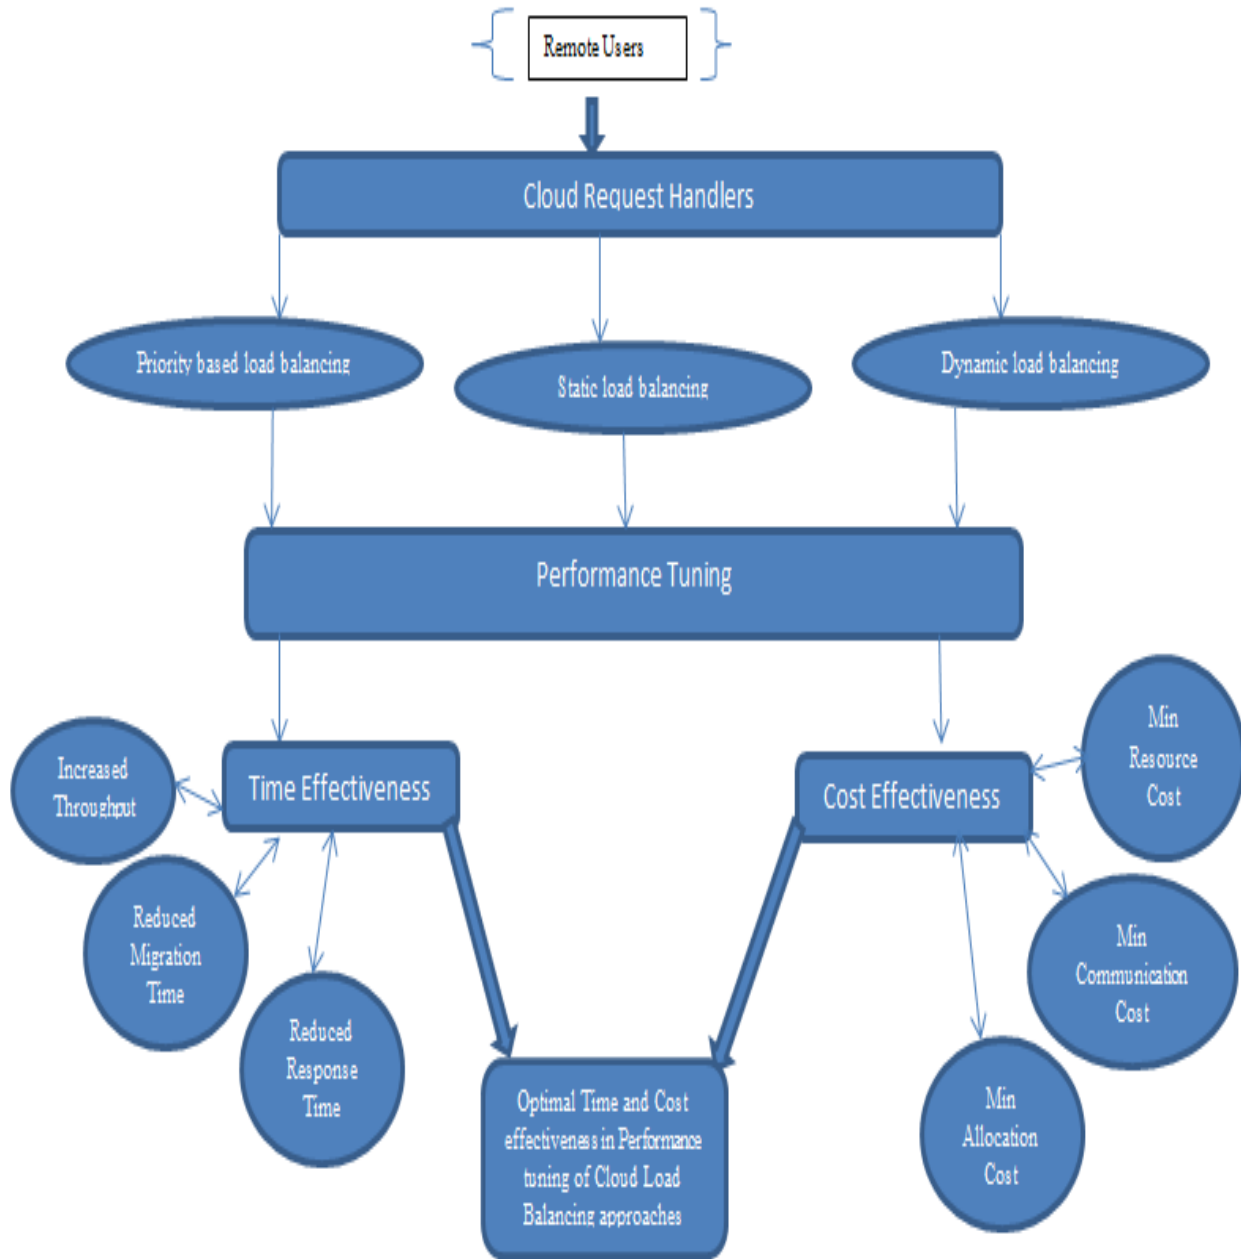 Remote Users
Cloud Request Handlers
Priority based load balancing
Static load balancing
Dynamic load balancing
Performance Tuning
Time Effectiveness
Cost Effectiveness
Increased
Throughput
Reduced
Migration
Time
Reduced
Response
Time
Min
Resource
Cost
Min
Communication
Cost
Min
Allocation
Cost
Optimal Time and Cost
effectiveness in Performance
tuning of Cloud Load
Balancing approaches